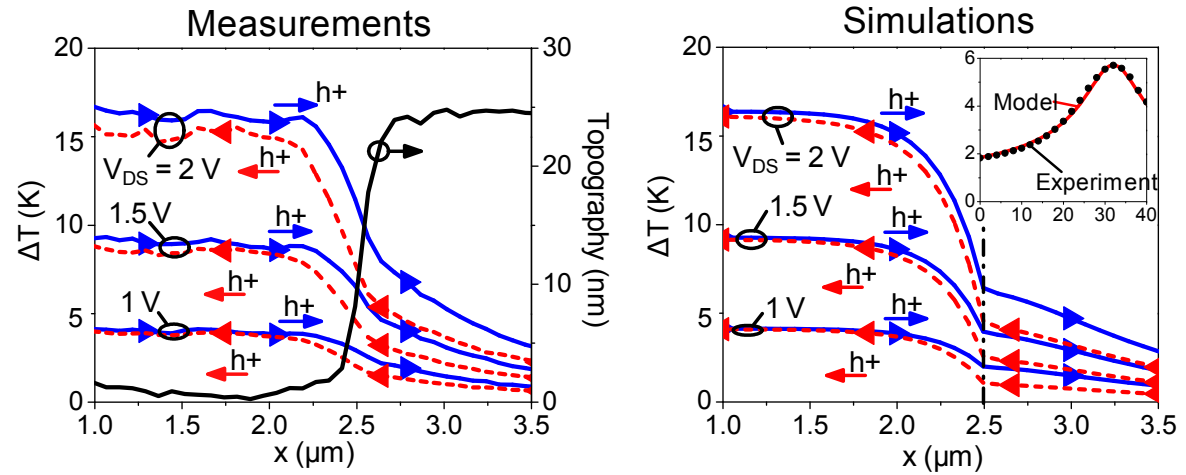 Measurements
20
15
10
5
0
ΔT (K)
30
20
10
0
Topography (nm)
h+
h+
V_DS = 2 V
h+
1.5 V
h+
h+
1 V
h+
1.0 1.5 2.0 2.5 3.0 3.5
x (µm)
Simulations
20
15
10
5
0
ΔT (K)
h+
V_DS = 2 V
h+
h+
1.5 V
h+
h+
1 V
h+
6
4
2
0
Model
Experiment
0 10 20 30 40
1.0 1.5 2.0 2.5 3.0 3.5
x (µm)